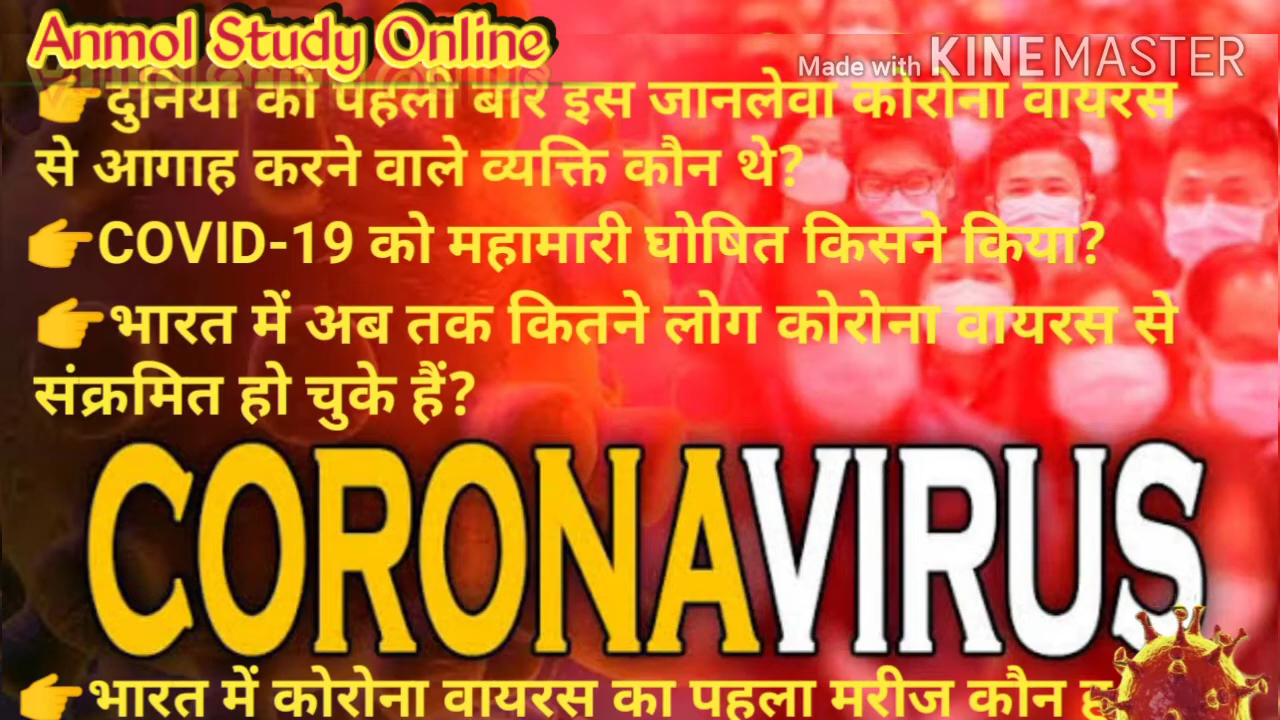 Anmol Study Online
Made with KINEMASTER
👉दुनिया को पहली बार इस जानलेवा कोरोना वायरस
से आगाह करने वाले व्यक्ति कौन थे?
👉COVID-19 को महामारी घोषित किसने किया?
👉भारत में अब तक कितने लोग कोरोना वायरस से
संक्रमित हो चुके हैं?
CORONAVIRUS
👉भारत में कोरोना वायरस का पहला मरीज कौन